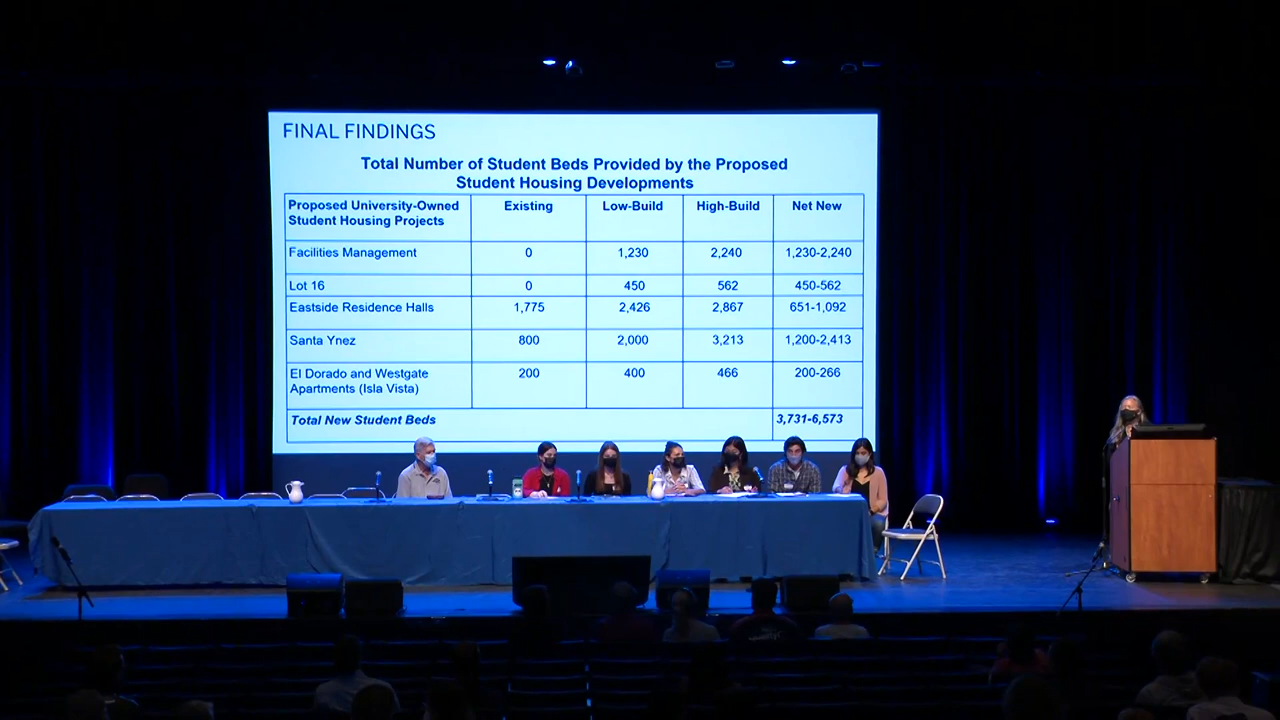 FINAL FINDINGS
Total Number of Student Beds Provided by the Proposed
Student Housing Developments
Proposed University-Owned
Student Housing Projects
Existing
Low-Build
High-Build
Net New
Facilities Management
0
1,230
2,240
1,230-2,240
Lot 16
0
450
562
450-562
Eastside Residence Halls
1,775
2,426
2,867
651-1,092
Santa Ynez
800
2,000
3,213
1,200-2,413
El Dorado and Westgate
Apartments (Isla Vista)
200
400
466
200-266
Total New Student Beds
3,731-6,573